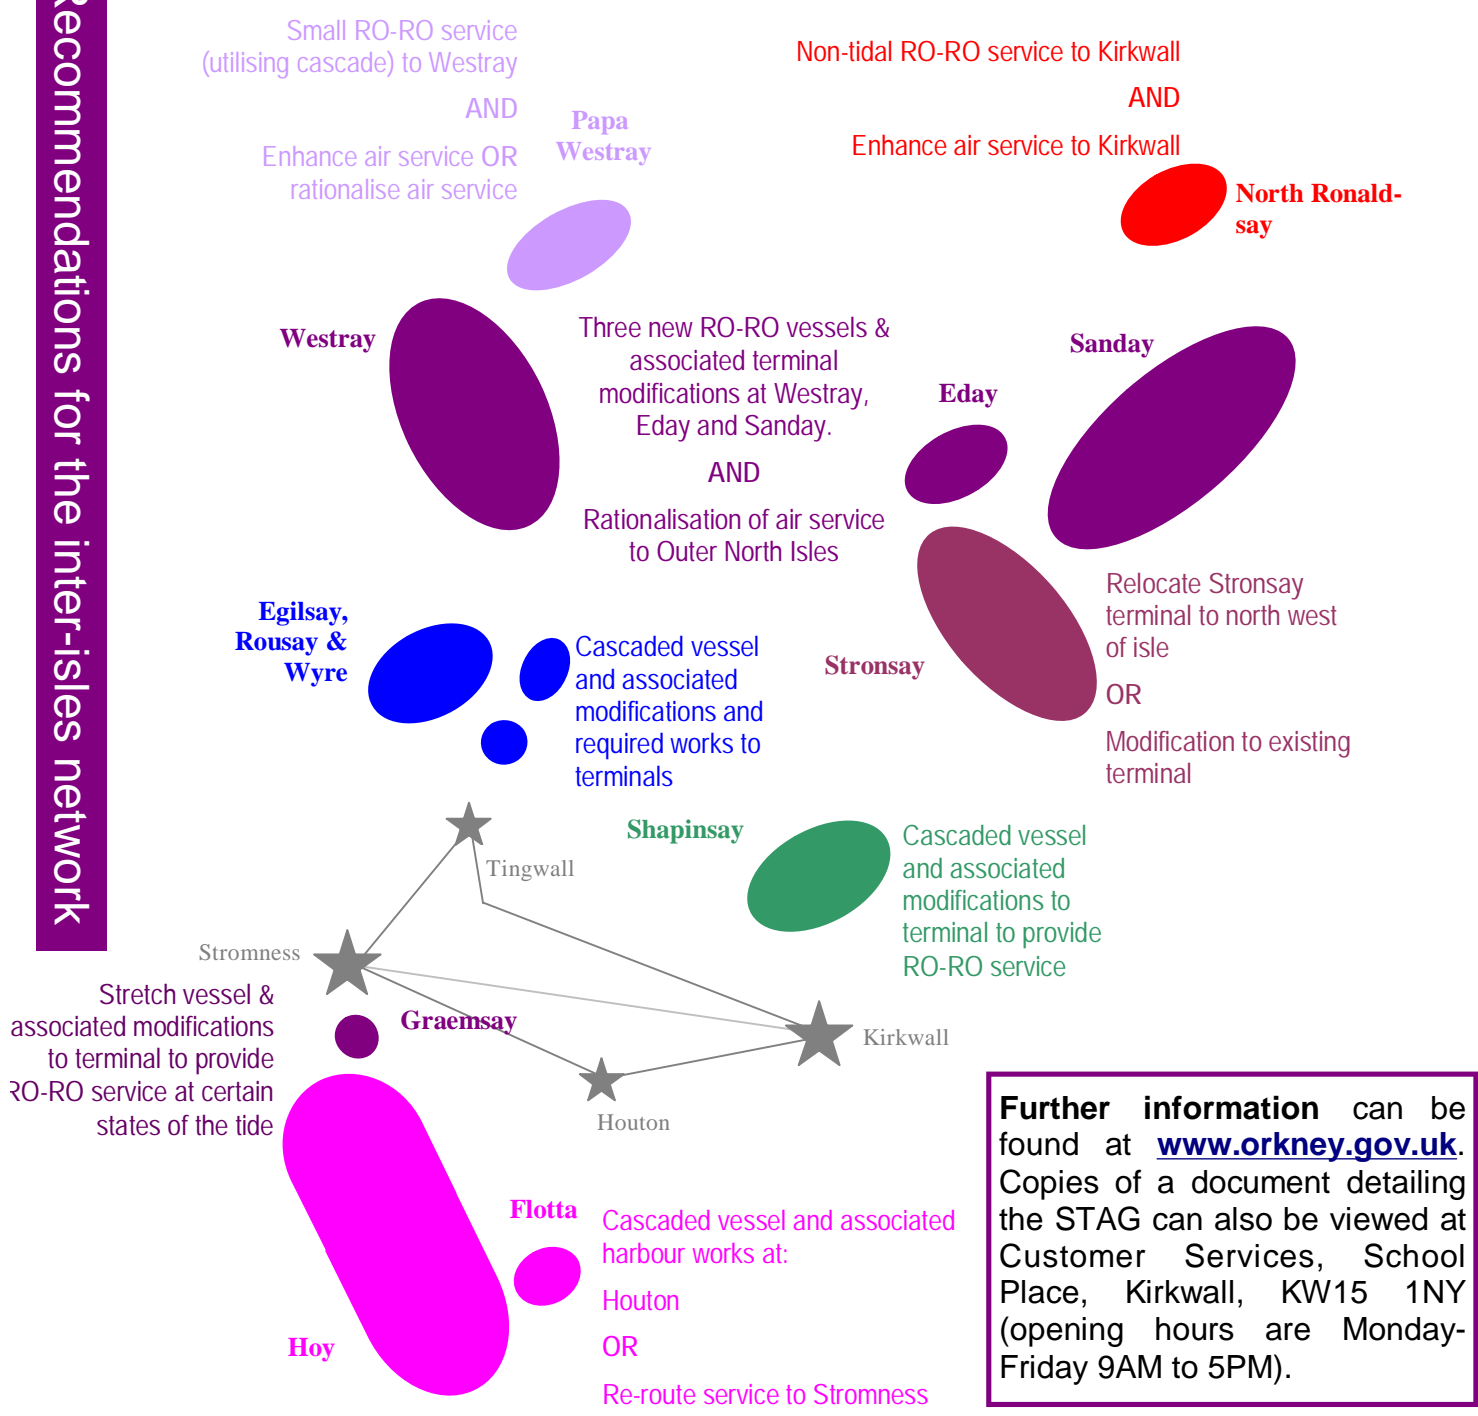 Recommendations for the inter-isles network
Small RO-RO service
(utilising cascade) to Westray
AND
Enhance air service OR
rationalise air service
Papa
Westray
Non-tidal RO-RO service to Kirkwall
AND
Enhance air service to Kirkwall
North Ronald-
say
Westray
Three new RO-RO vessels &
associated terminal
modifications at Westray,
Eday and Sanday.
AND
Rationalisation of air service
to Outer North Isles
Eday
Sanday
Egilsay,
Rousay &
Wyre
Cascaded vessel
and associated
modifications and
required works to
terminals
Stronsay
Relocate Stronsay
terminal to north west
of isle
OR
Modification to existing
terminal
Shapinsay
Cascaded vessel
and associated
modifications to
terminal to provide
RO-RO service
Tingwall
Stromness
Kirkwall
Houton
Stretch vessel &
associated modifications
to terminal to provide
RO-RO service at certain
states of the tide
Graemsay
Flotta
Hoy
Cascaded vessel and associated
harbour works at:
Houton
OR
Re-route service to Stromness
Further information can be
found at www.orkney.gov.uk.
Copies of a document detailing
the STAG can also be viewed at
Customer Services, School
Place, Kirkwall, KW15 1NY
(opening hours are Monday-
Friday 9AM to 5PM).